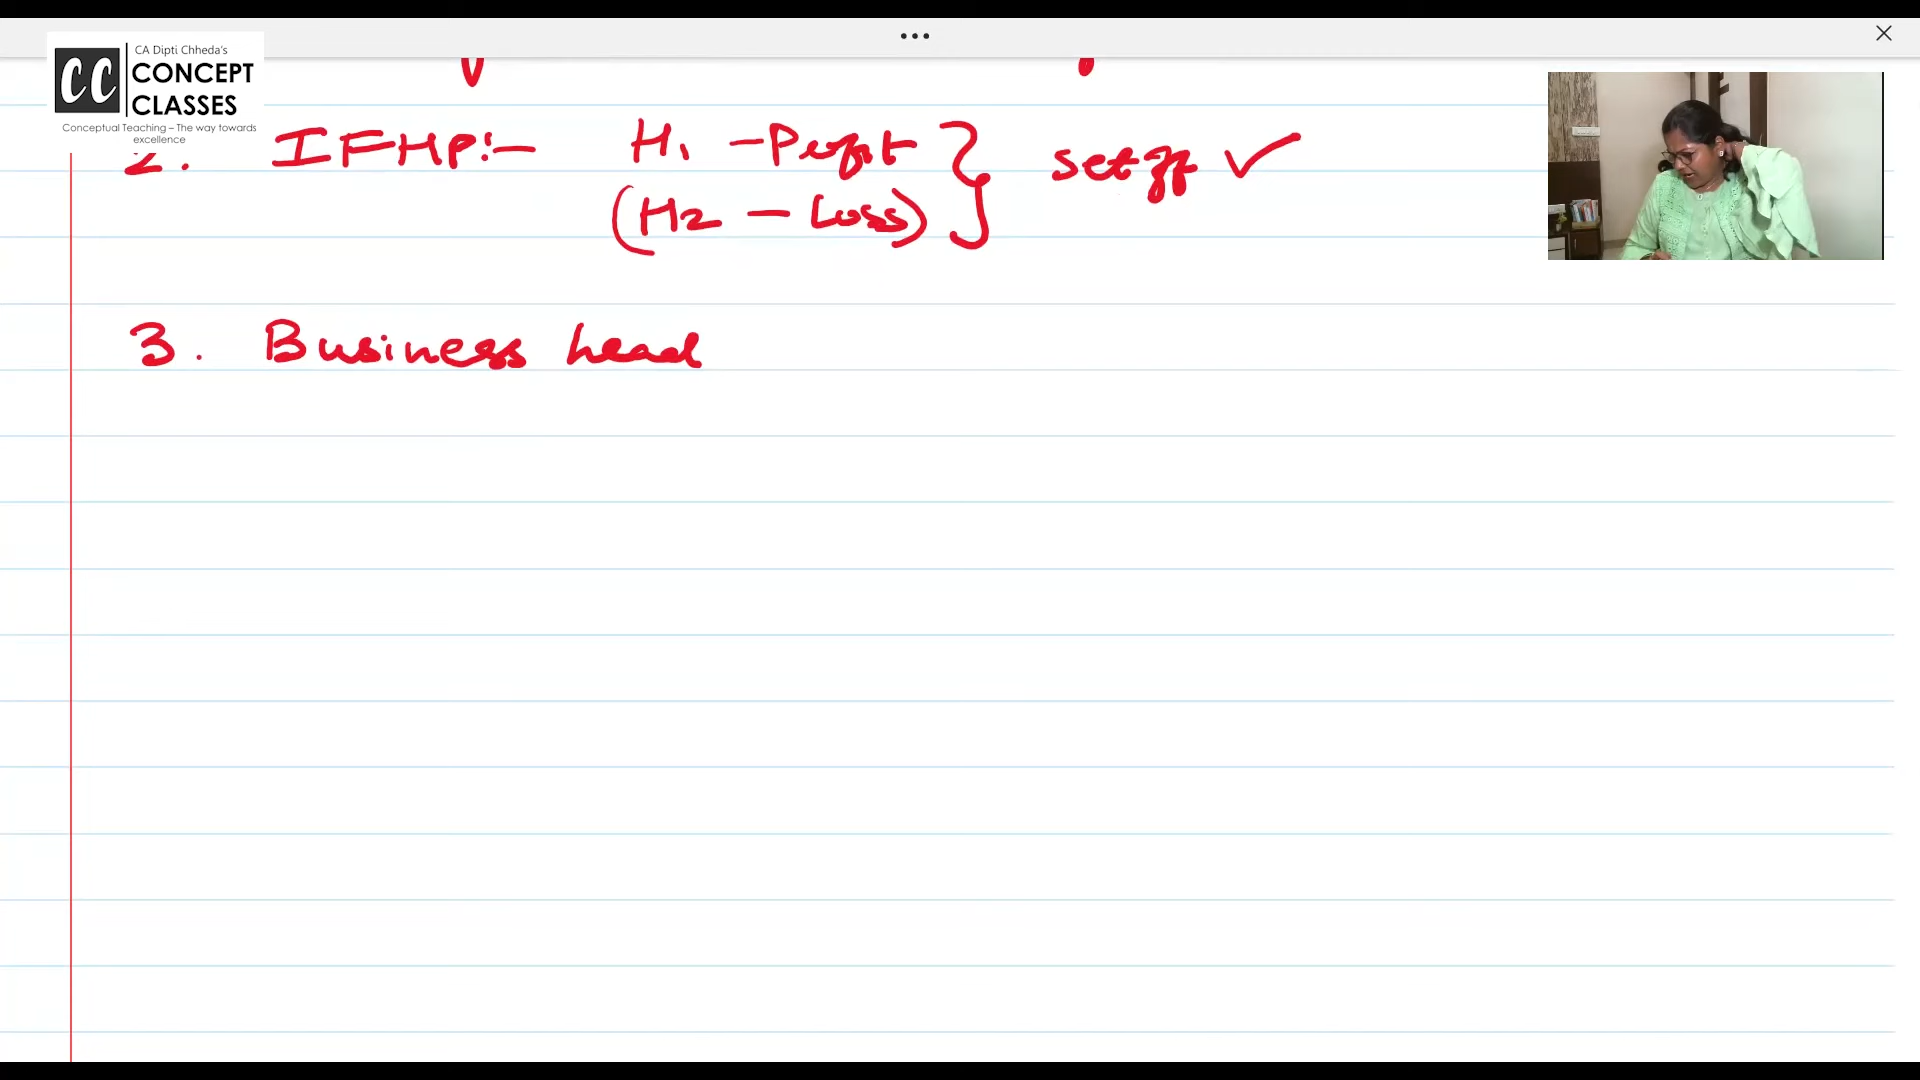 CA Dipti Chheda's
CC CONCEPT
CLASSES
Conceptual Teaching – The way towards
excellence
2. IFHP:- H1 - Profit
(H2 - Loss) } setoff ✓
3. Business head